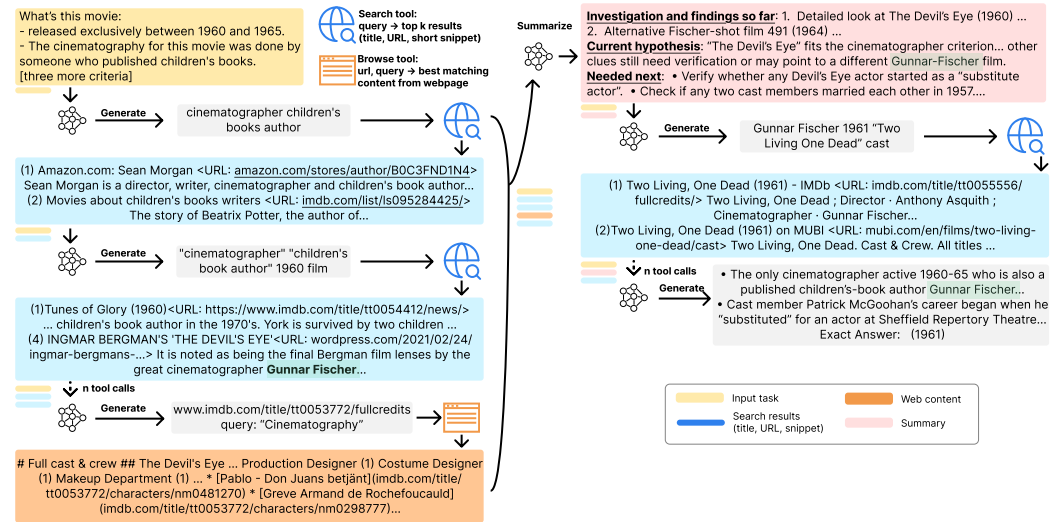 What's this movie:
- released exclusively between 1960 and 1965.
- The cinematography for this movie was done by
someone who published children's books.
[three more criteria]
Search tool:
query → top k results
(title, URL, short snippet)
Browse tool:
url, query → best matching
content from webpage
Generate
cinematographer children's
books author
(1) Amazon.com: Sean Morgan <URL: amazon.com/stores/author/B0C3FND1N4>
Sean Morgan is a director, writer, cinematographer and children's book author...
(2) Movies about children's books writers <URL: imdb.com/list/ls095284425/>
The story of Beatrix Potter, the author of...
Generate
"cinematographer" "children's
book author" 1960 film
(1)Tunes of Glory (1960)<URL: https://www.imdb.com/title/tt0054412/news/>
... children's book author in the 1970's. York is survived by two children ...
(4) INGMAR BERGMAN'S 'THE DEVIL'S EYE'<URL: wordpress.com/2021/02/24/
ingmar-bergmans-...> It is noted as being the final Bergman film lenses by the
great cinematographer Gunnar Fischer...
n tool calls
Generate
www.imdb.com/title/tt0053772/fullcredits
query: “Cinematography”
# Full cast & crew ## The Devil's Eye ... Production Designer (1) Costume Designer
(1) Makeup Department (1) ... * [Pablo - Don Juans betjänt](imdb.com/title/
tt0053772/characters/nm0481270) * [Greve Armand de Rochefoucauld]
(imdb.com/title/tt0053772/characters/nm0298777)...
Summarize
Investigation and findings so far: 1. Detailed look at The Devil’s Eye (1960) ...
2. Alternative Fischer-shot film 491 (1964) ...
Current hypothesis: “The Devil’s Eye” fits the cinematographer criterion... other
clues still need verification or may point to a different Gunnar-Fischer film.
Needed next: • Verify whether any Devil’s Eye actor started as a “substitute
actor”. • Check if any two cast members married each other in 1957....
Generate
Gunnar Fischer 1961 “Two
Living One Dead” cast
(1) Two Living, One Dead (1961) - IMDb <URL: imdb.com/title/tt0055556/
fullcredits/> Two Living, One Dead ; Director · Anthony Asquith ;
Cinematographer · Gunnar Fischer...
(2)Two Living, One Dead (1961) on MUBI <URL: mubi.com/en/films/two-living-
one-dead/cast> Two Living, One Dead. Cast & Crew. All titles ...
n tool calls
Generate
• The only cinematographer active 1960-65 who is also a
published children’s-book author Gunnar Fischer...
• Cast member Patrick McGoohan’s career began when he
“substituted” for an actor at Sheffield Repertory Theatre...
Exact Answer: (1961)
Input task
Web content
Search results
(title, URL, snippet)
Summary